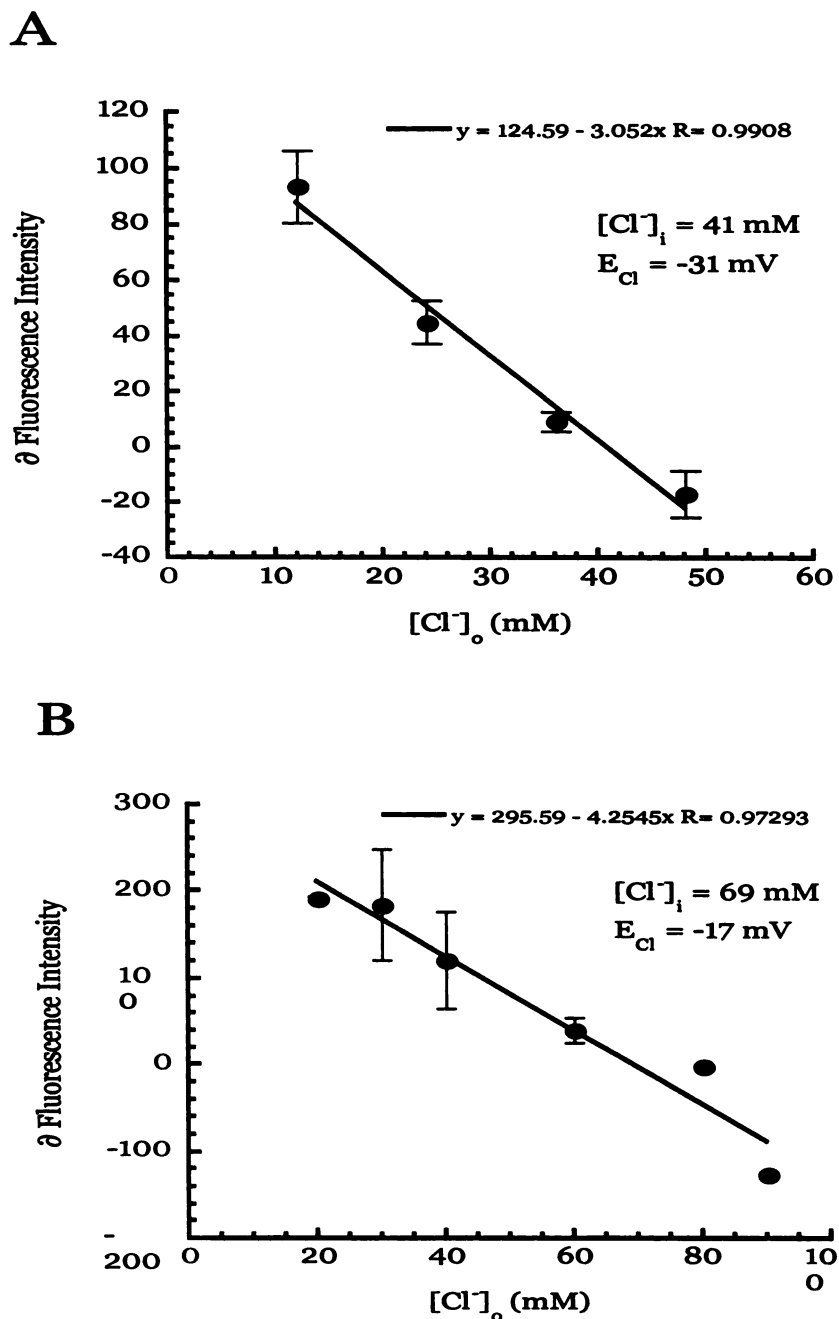 A
120
100
80
60
40
20
0
-20
-40
∂ Fluorescence Intensity
y = 124.59 - 3.052x R= 0.9908
[Cl⁻]ᵢ = 41 mM
E_Cl = -31 mV
0 10 20 30 40 50 60
[Cl⁻]ₒ (mM)
B
300
200
10
0
0
-100
-
200
∂ Fluorescence Intensity
y = 295.59 - 4.2545x R= 0.97293
[Cl⁻]ᵢ = 69 mM
E_Cl = -17 mV
0 20 40 60 80 10
0
[Cl⁻]ₒ (mM)